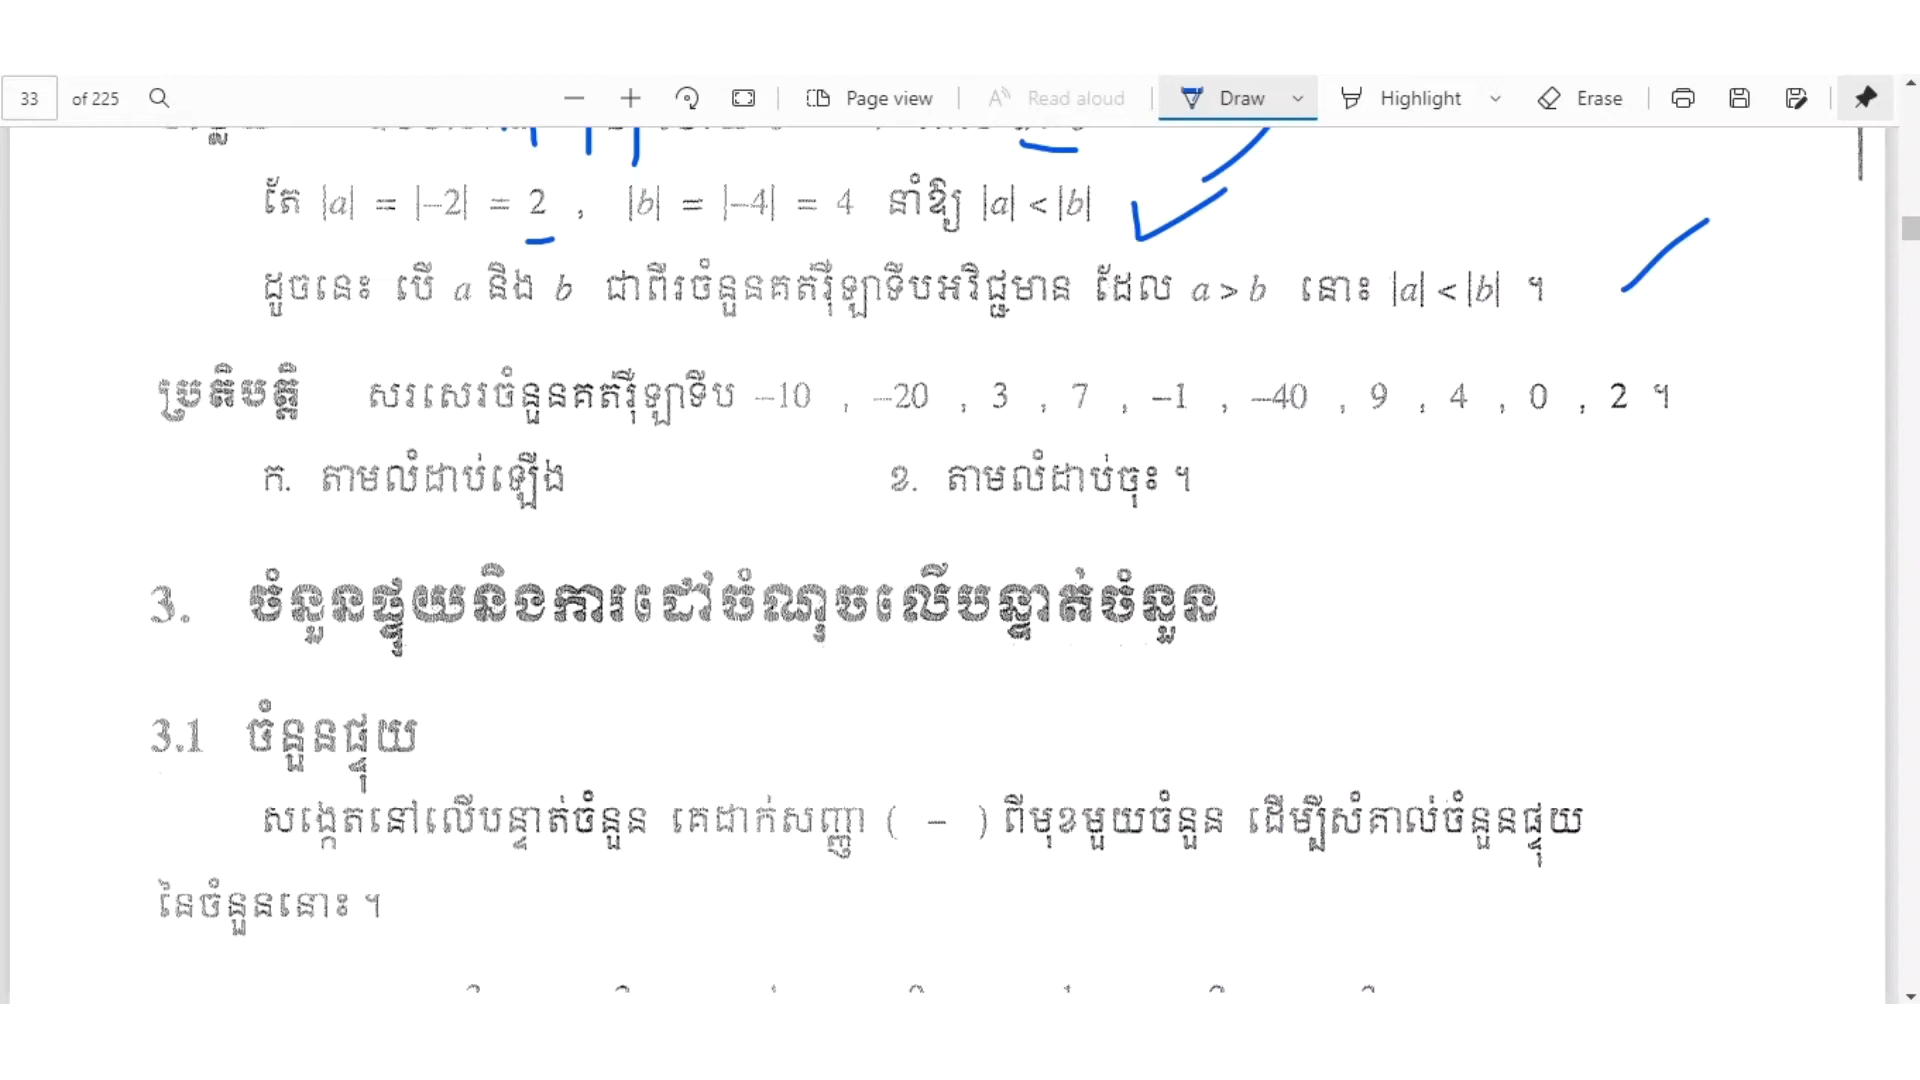 33 of 225 Page view Read aloud Draw Highlight Erase
តែ |a| = |–2| = 2 , |b| = |–4| = 4 នាំឱ្យ |a| < |b|
ដូចនេះ បើ a និង b ជាពីរចំនួនគត់រ៉ឺឡាទីបអវិជ្ជមាន ដែល a > b នោះ |a| < |b| ។
ប្រតិបត្តិ សរសេរចំនួនគត់រ៉ឺឡាទីប –10 , –20 , 3 , 7 , –1 , –40 , 9 , 4 , 0 , 2 ។
ក. តាមលំដាប់ឡើង ខ. តាមលំដាប់ចុះ ។
3. ចំនួនផ្ទុយនិងការដៅចំណុចលើបន្ទាត់ចំនួន
3.1 ចំនួនផ្ទុយ
សង្កេតនៅលើបន្ទាត់ចំនួន គេដាក់សញ្ញា ( – ) ពីមុខមួយចំនួន ដើម្បីសំគាល់ចំនួនផ្ទុយ
នៃចំនួននោះ ។